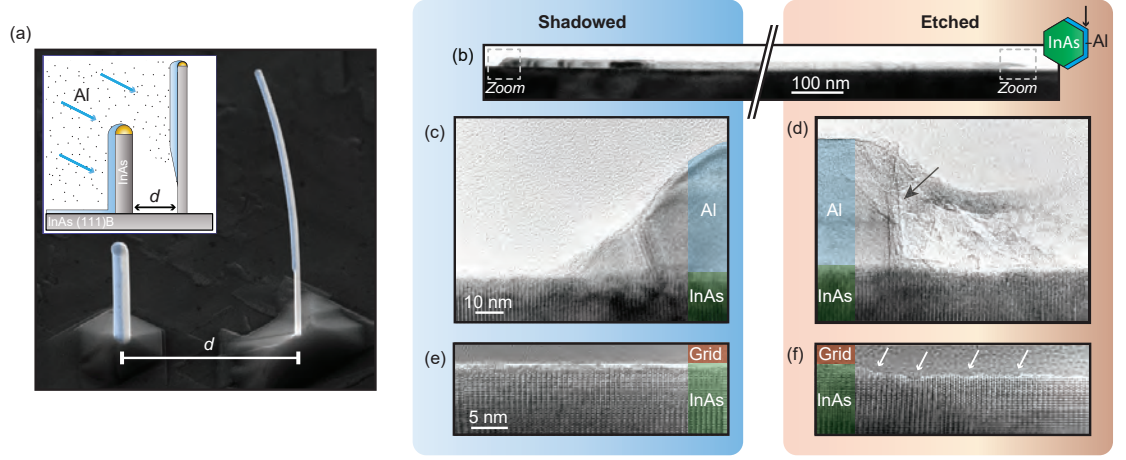 (a)
Al
InAs
d
InAs (111)B
d
Shadowed
Etched
InAs
Al
(b)
Zoom
100 nm
Zoom
(c)
Al
InAs
10 nm
(d)
Al
InAs
(e)
Grid
InAs
5 nm
(f)
Grid
InAs